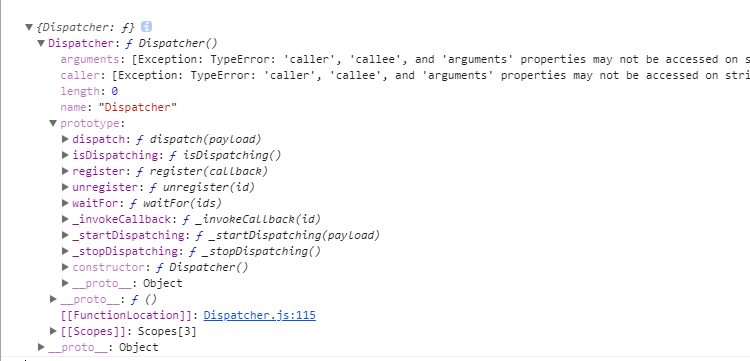 ▼{Dispatcher: ƒ} i
▼Dispatcher: ƒ Dispatcher()
arguments: [Exception: TypeError: 'caller', 'callee', and 'arguments' properties may not be accessed on s
caller: [Exception: TypeError: 'caller', 'callee', and 'arguments' properties may not be accessed on stri
length: 0
name: "Dispatcher"
▼prototype:
▶dispatch: ƒ dispatch(payload)
▶isDispatching: ƒ isDispatching()
▶register: ƒ register(callback)
▶unregister: ƒ unregister(id)
▶waitFor: ƒ waitFor(ids)
▶_invokeCallback: ƒ _invokeCallback(id)
▶_startDispatching: ƒ _startDispatching(payload)
▶_stopDispatching: ƒ _stopDispatching()
▶constructor: ƒ Dispatcher()
▶__proto__: Object
▶__proto__: ƒ ()
[[FunctionLocation]]: Dispatcher.js:115
▶[[Scopes]]: Scopes[3]
▶__proto__: Object